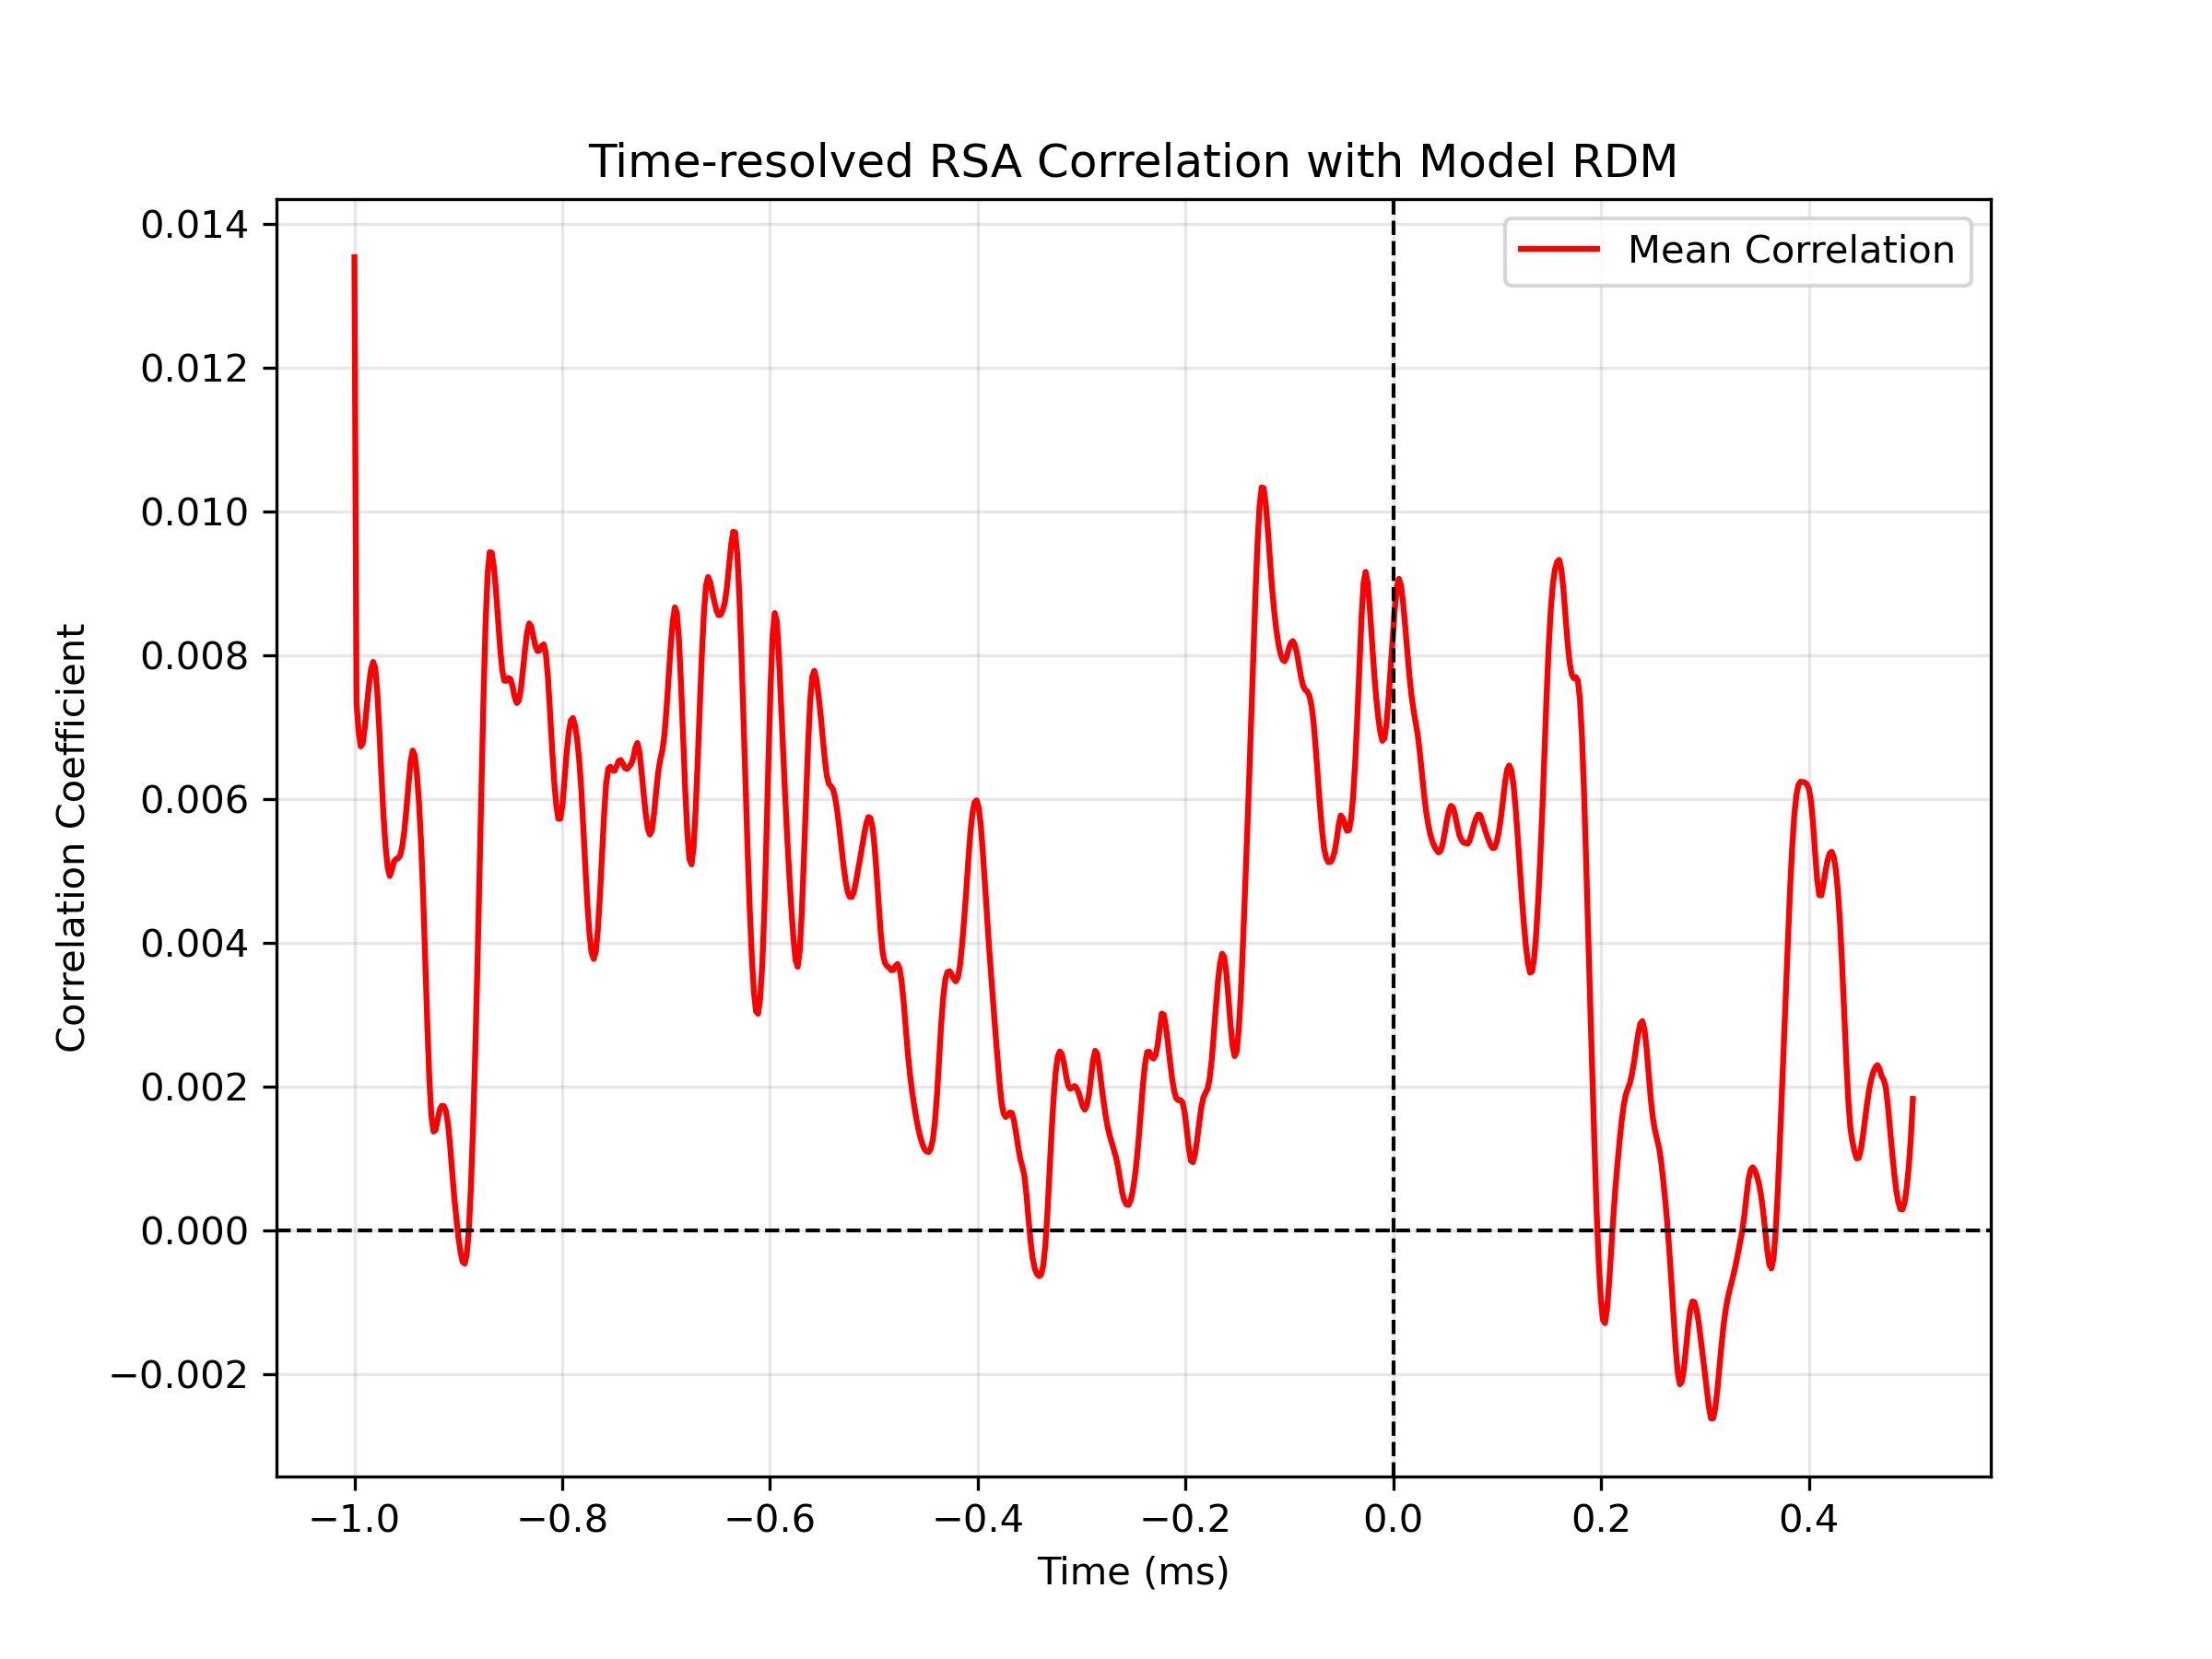 Time-resolved RSA Correlation with Model RDM
Mean Correlation
Correlation Coefficient
0.014
0.012
0.010
0.008
0.006
0.004
0.002
0.000
−0.002
−1.0 −0.8 −0.6 −0.4 −0.2 0.0 0.2 0.4
Time (ms)